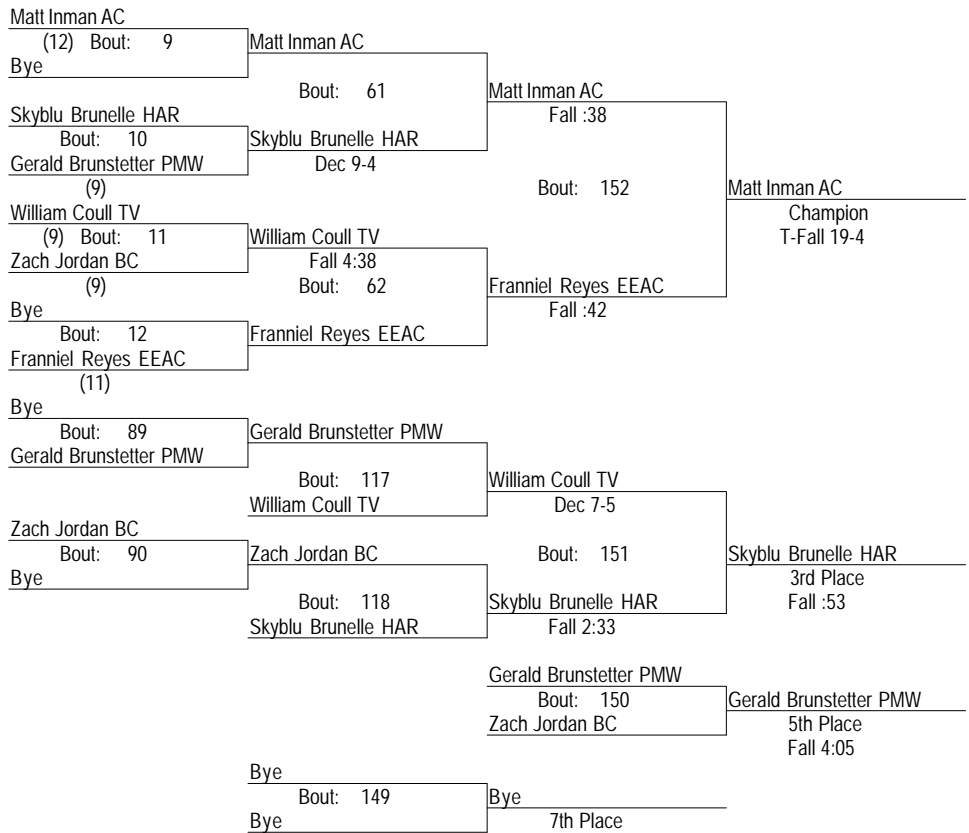 Matt Inman AC
(12) Bout: 9
Bye
Matt Inman AC
Bout: 61
Skyblu Brunelle HAR
Bout: 10
Gerald Brunstetter PMW
(9)
Skyblu Brunelle HAR
Dec 9-4
Matt Inman AC
Fall :38
Bout: 152
Matt Inman AC
Champion
T-Fall 19-4
William Coull TV
(9) Bout: 11
Zach Jordan BC
(9)
William Coull TV
Fall 4:38
Bout: 62
Franniel Reyes EEAC
Fall :42
Bye
Bout: 12
Franniel Reyes EEAC
(11)
Franniel Reyes EEAC
Bye
Bout: 89
Gerald Brunstetter PMW
Gerald Brunstetter PMW
Bout: 117
William Coull TV
William Coull TV
Dec 7-5
Zach Jordan BC
Bout: 90
Bye
Zach Jordan BC
Bout: 118
Skyblu Brunelle HAR
Bout: 151
Skyblu Brunelle HAR
Fall 2:33
Skyblu Brunelle HAR
3rd Place
Fall :53
Gerald Brunstetter PMW
Bout: 150
Zach Jordan BC
Gerald Brunstetter PMW
5th Place
Fall 4:05
Bye
Bout: 149
Bye
Bye
7th Place